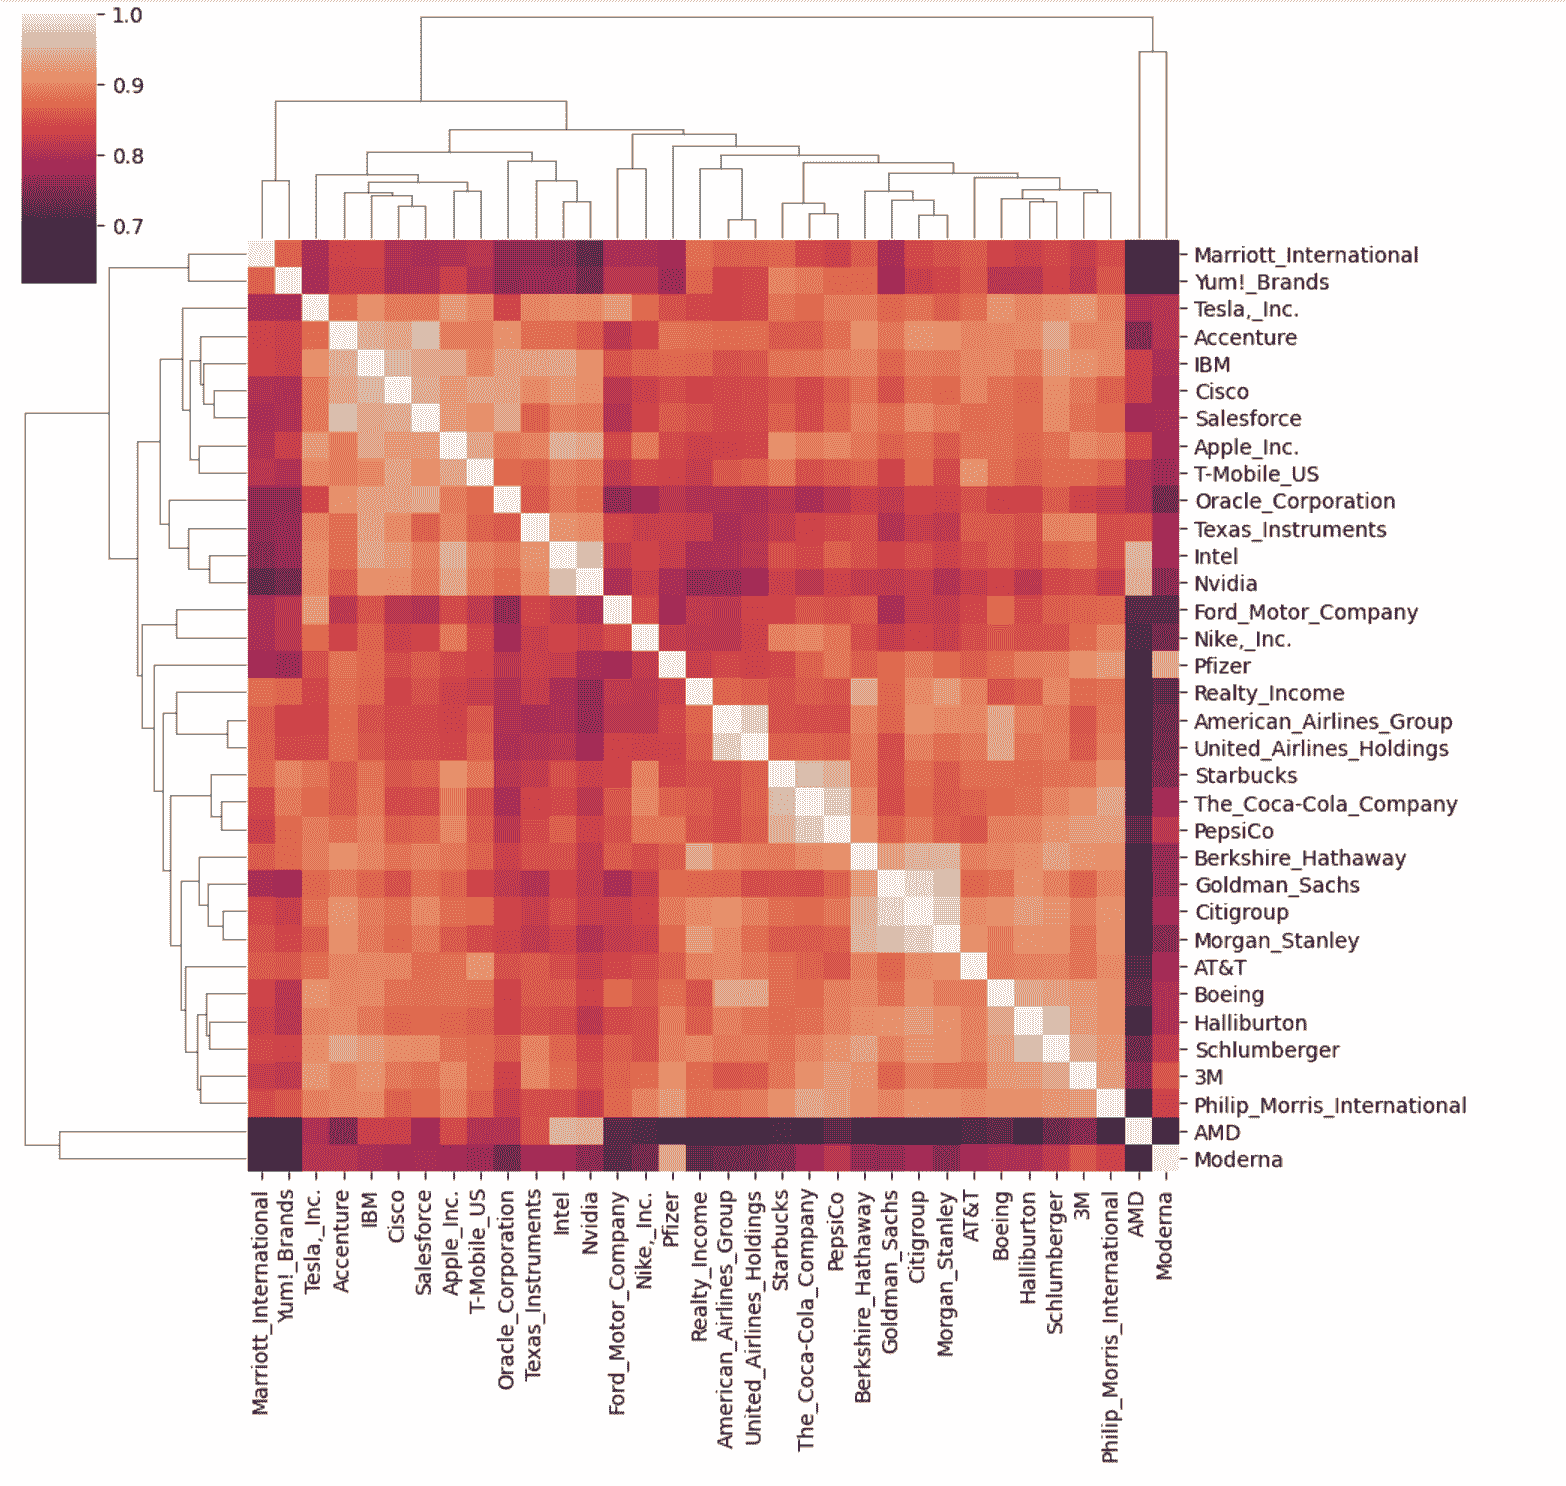 1.0
0.9
0.8
0.7
Marriott_International
Yum!_Brands
Tesla,_Inc.
Accenture
IBM
Cisco
Salesforce
Apple_Inc.
T-Mobile_US
Oracle_Corporation
Texas_Instruments
Intel
Nvidia
Ford_Motor_Company
Nike,_Inc.
Pfizer
Realty_Income
American_Airlines_Group
United_Airlines_Holdings
Starbucks
The_Coca-Cola_Company
PepsiCo
Berkshire_Hathaway
Goldman_Sachs
Citigroup
Morgan_Stanley
AT&T
Boeing
Halliburton
Schlumberger
3M
Philip_Morris_International
AMD
Moderna
Marriott_International
Yum!_Brands
Tesla,_Inc.
Accenture
IBM
Cisco
Salesforce
Apple_Inc.
T-Mobile_US
Oracle_Corporation
Texas_Instruments
Intel
Nvidia
Ford_Motor_Company
Nike,_Inc.
Pfizer
Realty_Income
American_Airlines_Group
United_Airlines_Holdings
Starbucks
The_Coca-Cola_Company
PepsiCo
Berkshire_Hathaway
Goldman_Sachs
Citigroup
Morgan_Stanley
AT&T
Boeing
Halliburton
Schlumberger
3M
Philip_Morris_International
AMD
Moderna